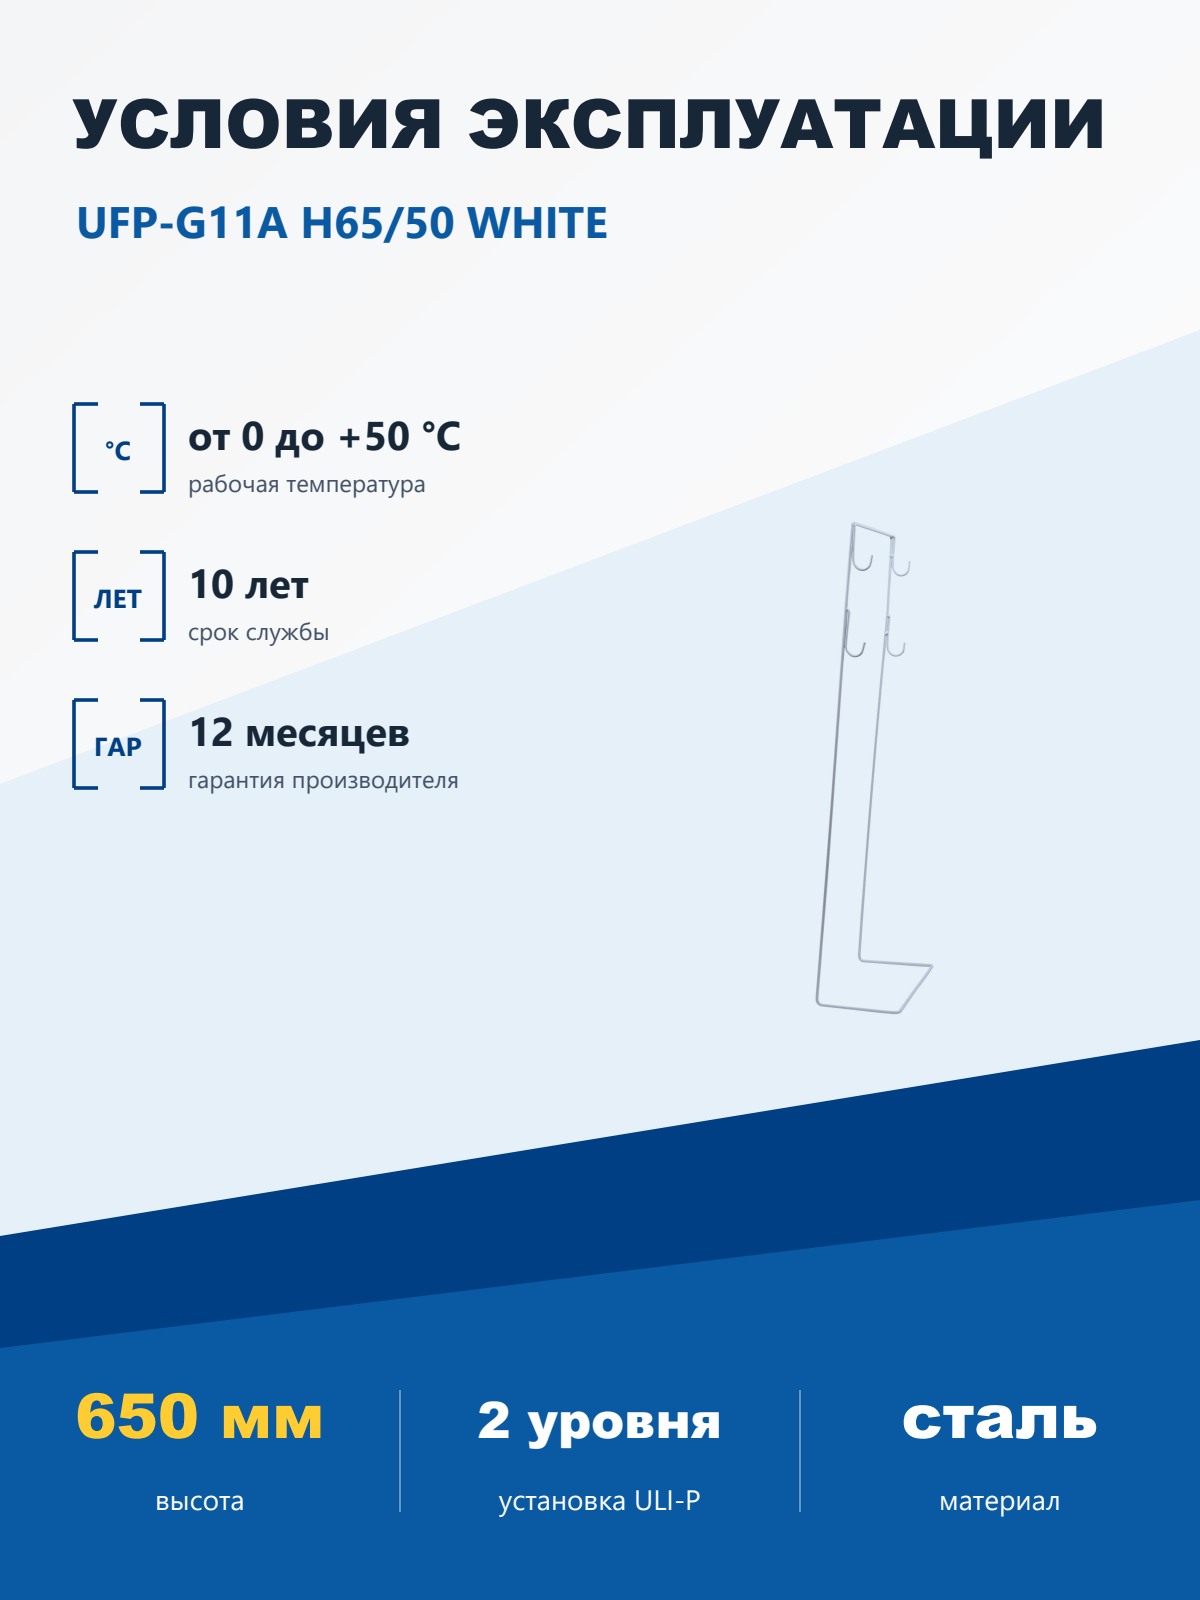 УСЛОВИЯ ЭКСПЛУАТАЦИИ
UFP-G11A H65/50 WHITE
°C
от 0 до +50 °C
рабочая температура
ЛЕТ
10 лет
срок службы
ГАР
12 месяцев
гарантия производителя
650 мм
высота
2 уровня
установка ULI-P
сталь
материал